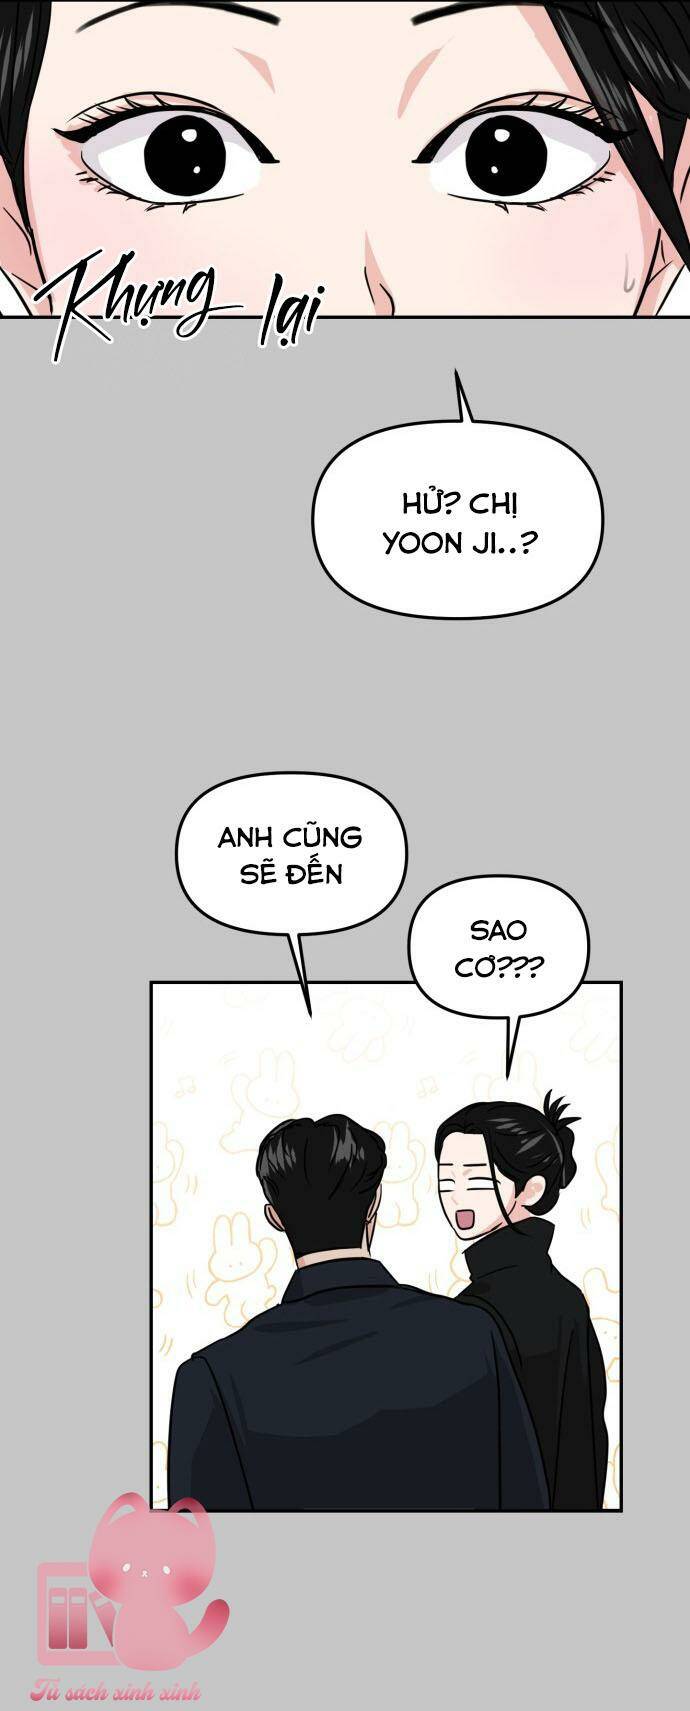 Khựng lại
HỬ? CHỊ
YOON JI..?
ANH CŨNG
SẼ ĐẾN
SAO
CƠ???
Tủ sách xinh xinh